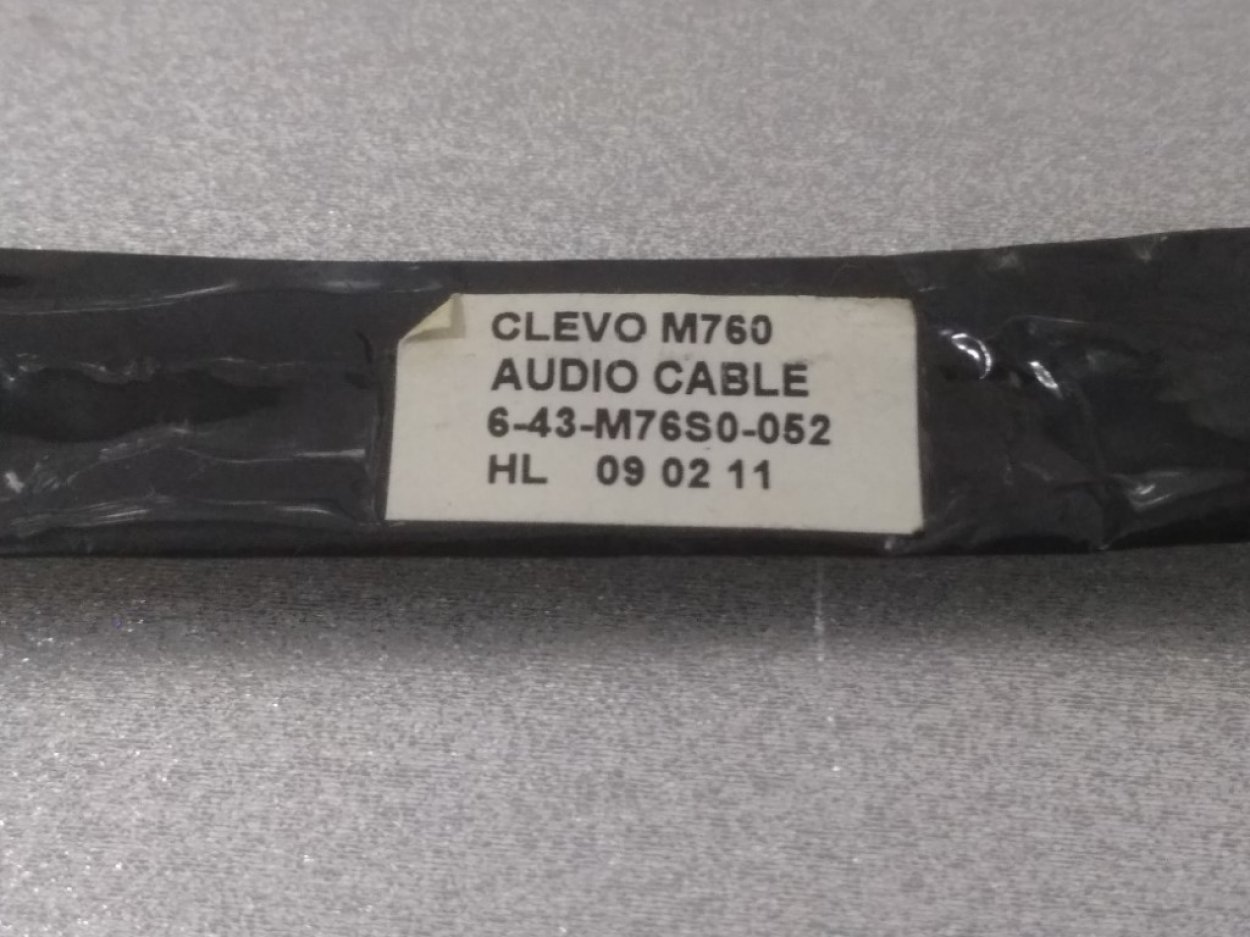 CLEVO M760
AUDIO CABLE
6-43-M76S0-052
HL 09 02 11